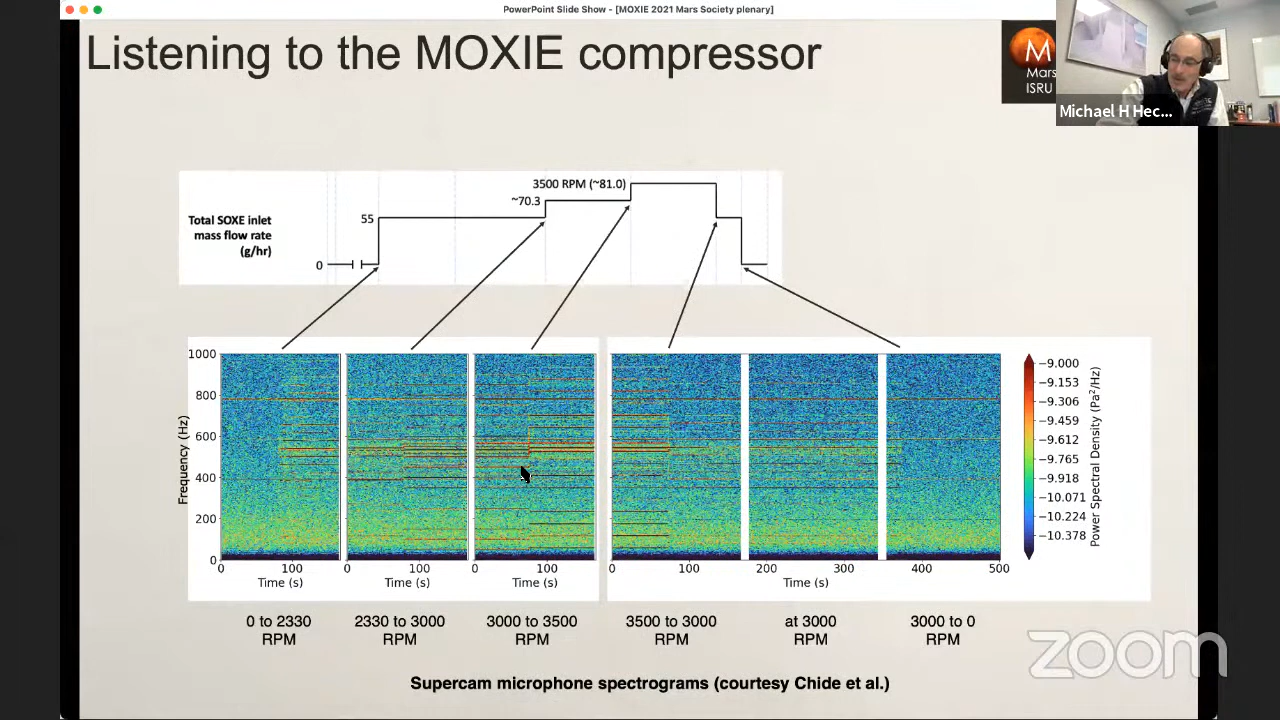 PowerPoint Slide Show - [MOXIE 2021 Mars Society plenary]
Listening to the MOXIE compressor
M
Mars
ISRU
Michael H Hec...
3500 RPM (~81.0)
~70.3
55
0
Total SOXE inlet
mass flow rate
(g/hr)
1000
800
600
400
200
0
Frequency (Hz)
0 100
Time (s)
0 100
Time (s)
0 100
Time (s)
0 100 200 300 400 500
Time (s)
−9.000
−9.153
−9.306
−9.459
−9.612
−9.765
−9.918
−10.071
−10.224
−10.378
Power Spectral Density (Pa²/Hz)
0 to 2330
RPM
2330 to 3000
RPM
3000 to 3500
RPM
3500 to 3000
RPM
at 3000
RPM
3000 to 0
RPM
Supercam microphone spectrograms (courtesy Chide et al.)
zoom